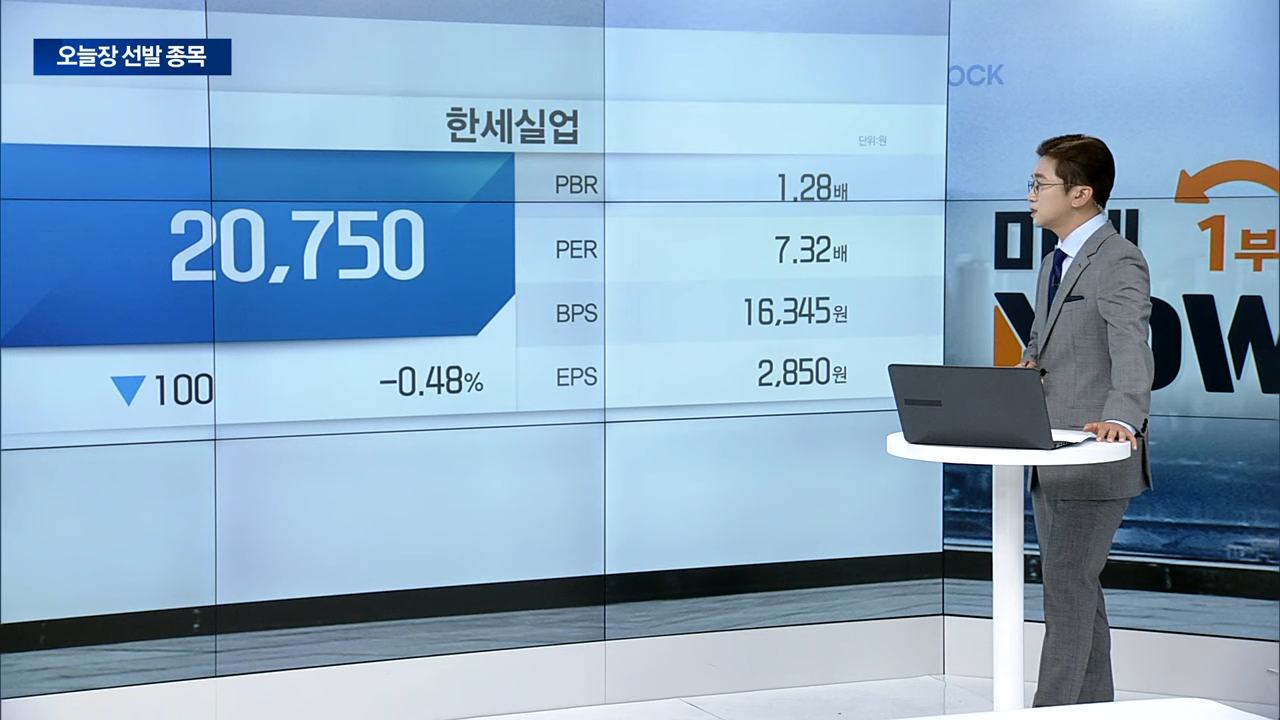 오늘장 선발 종목
OCK
한세실업
단위:원
PBR 1.28배
20,750
PER 7.32배
BPS 16,345원
▼100 -0.48%
EPS 2,850원
1부
NOW